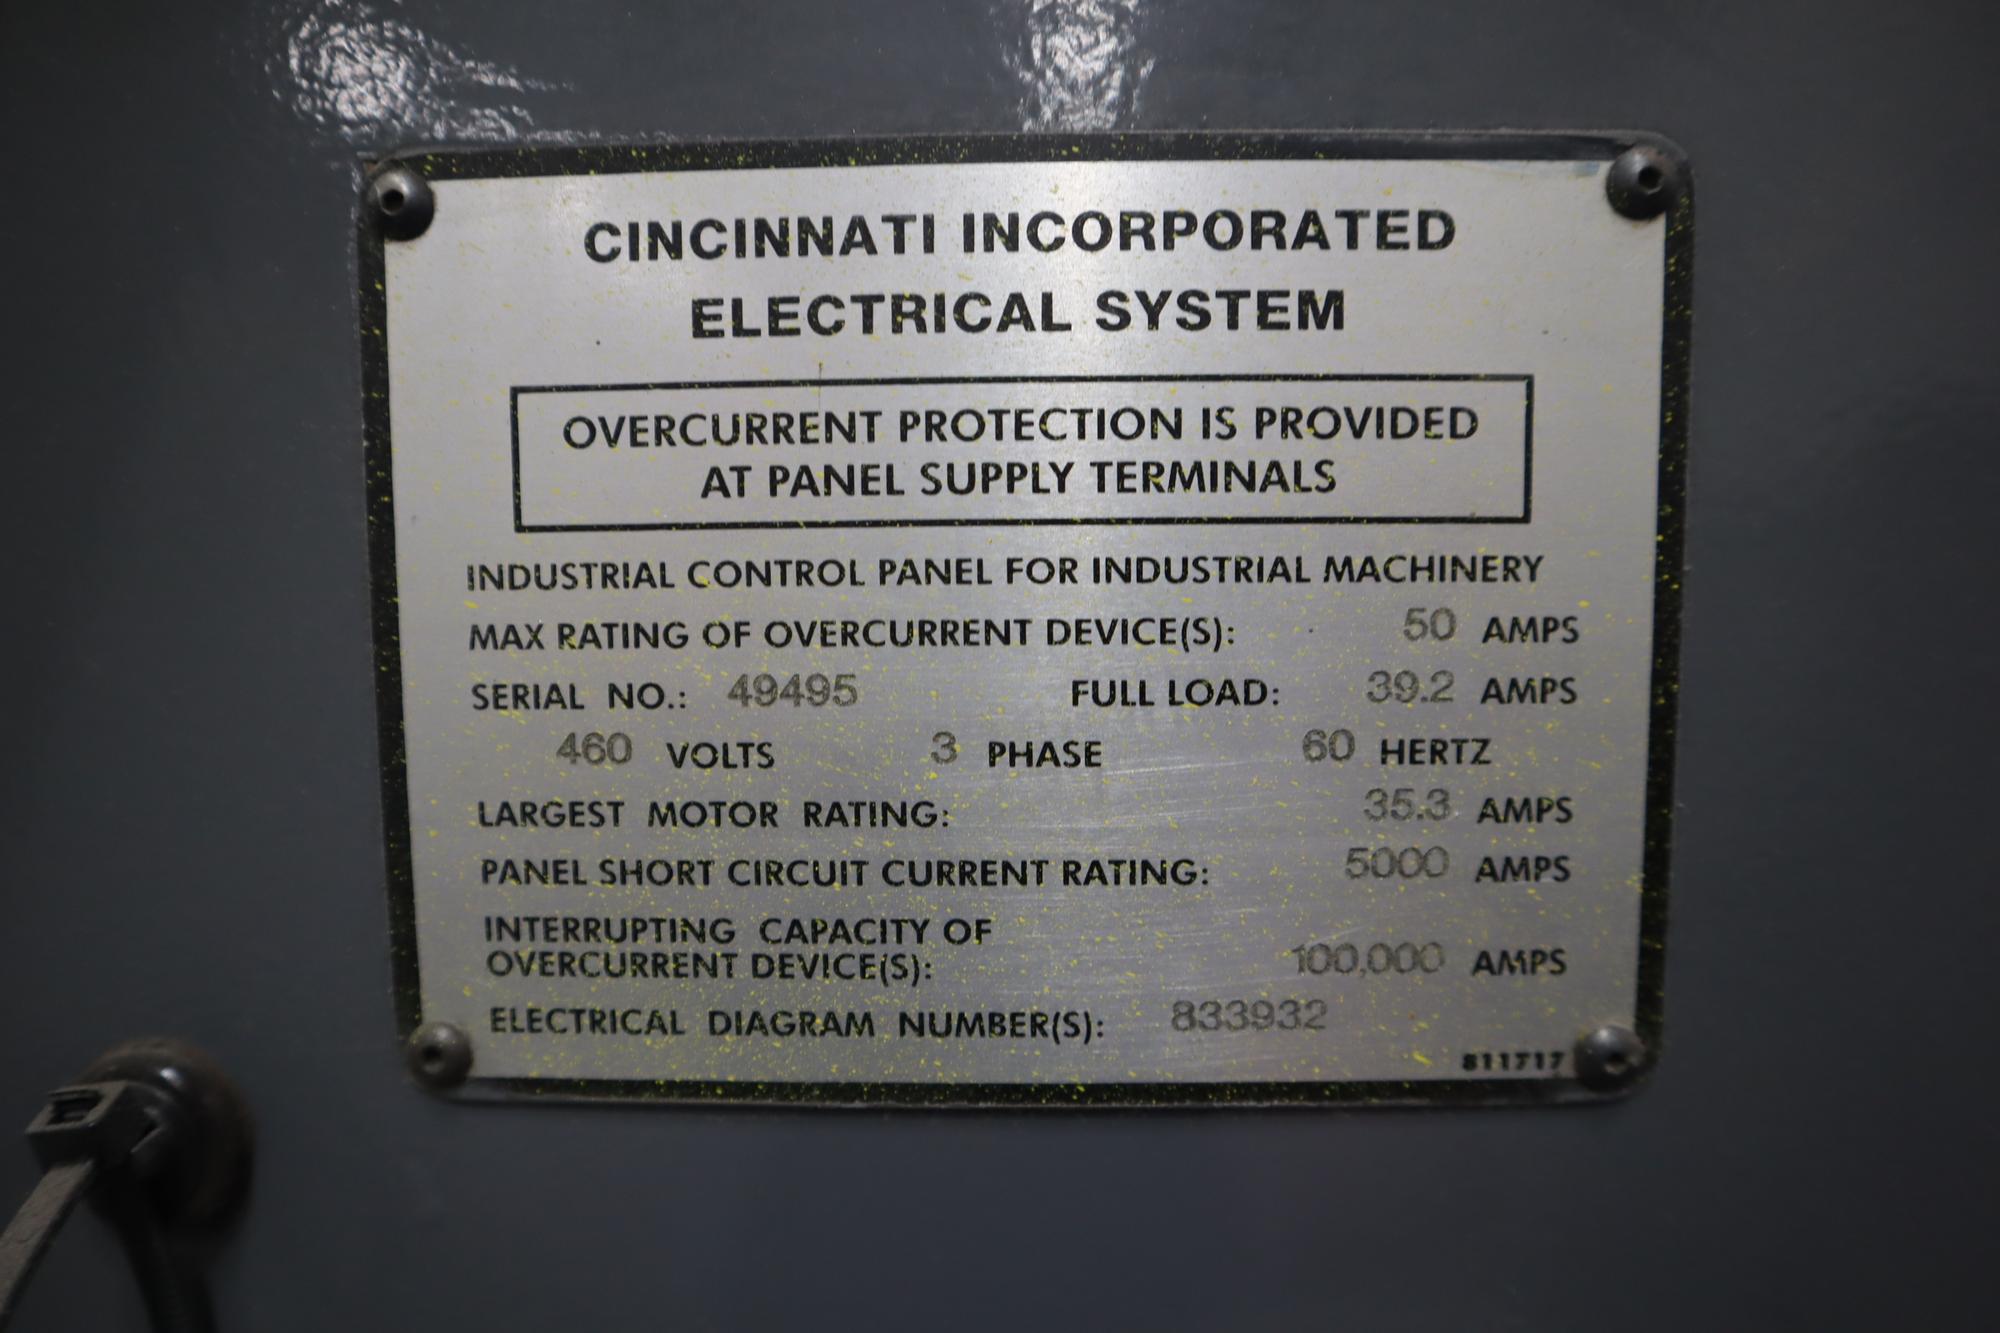 CINCINNATI INCORPORATED
ELECTRICAL SYSTEM
OVERCURRENT PROTECTION IS PROVIDED
AT PANEL SUPPLY TERMINALS
INDUSTRIAL CONTROL PANEL FOR INDUSTRIAL MACHINERY
MAX RATING OF OVERCURRENT DEVICE(S): 50 AMPS
SERIAL NO.: 49495 FULL LOAD: 39.2 AMPS
460 VOLTS 3 PHASE 60 HERTZ
LARGEST MOTOR RATING: 35.3 AMPS
PANEL SHORT CIRCUIT CURRENT RATING: 5000 AMPS
INTERRUPTING CAPACITY OF
OVERCURRENT DEVICE(S): 100,000 AMPS
ELECTRICAL DIAGRAM NUMBER(S): 833932
811717